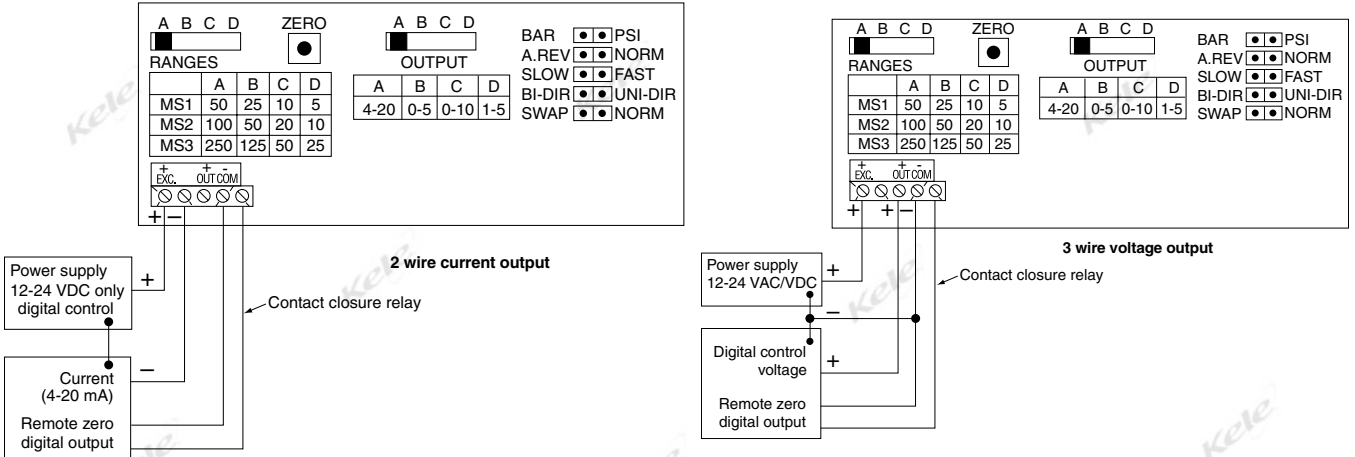 A B C D
ZERO
A B C D
RANGES
OUTPUT
BAR PSI
A.REV NORM
SLOW FAST
BI-DIR UNI-DIR
SWAP NORM
A B C D
MS1 50 25 10 5
MS2 100 50 20 10
MS3 250 125 50 25
A B C D
4-20 0-5 0-10 1-5
+ + -
EXC. OUT COM
+ –
Power supply
12-24 VDC only
digital control
+
–
Current
(4-20 mA)
Remote zero
digital output
2 wire current output
Contact closure relay
A B C D
ZERO
A B C D
RANGES
OUTPUT
BAR PSI
A.REV NORM
SLOW FAST
BI-DIR UNI-DIR
SWAP NORM
A B C D
MS1 50 25 10 5
MS2 100 50 20 10
MS3 250 125 50 25
A B C D
4-20 0-5 0-10 1-5
+ + -
EXC. OUT COM
+ + –
3 wire voltage output
Power supply
12-24 VAC/VDC
+
–
Contact closure relay
Digital control
voltage
+
Remote zero
digital output
Kele
Kele
Kele
Kele
Kele